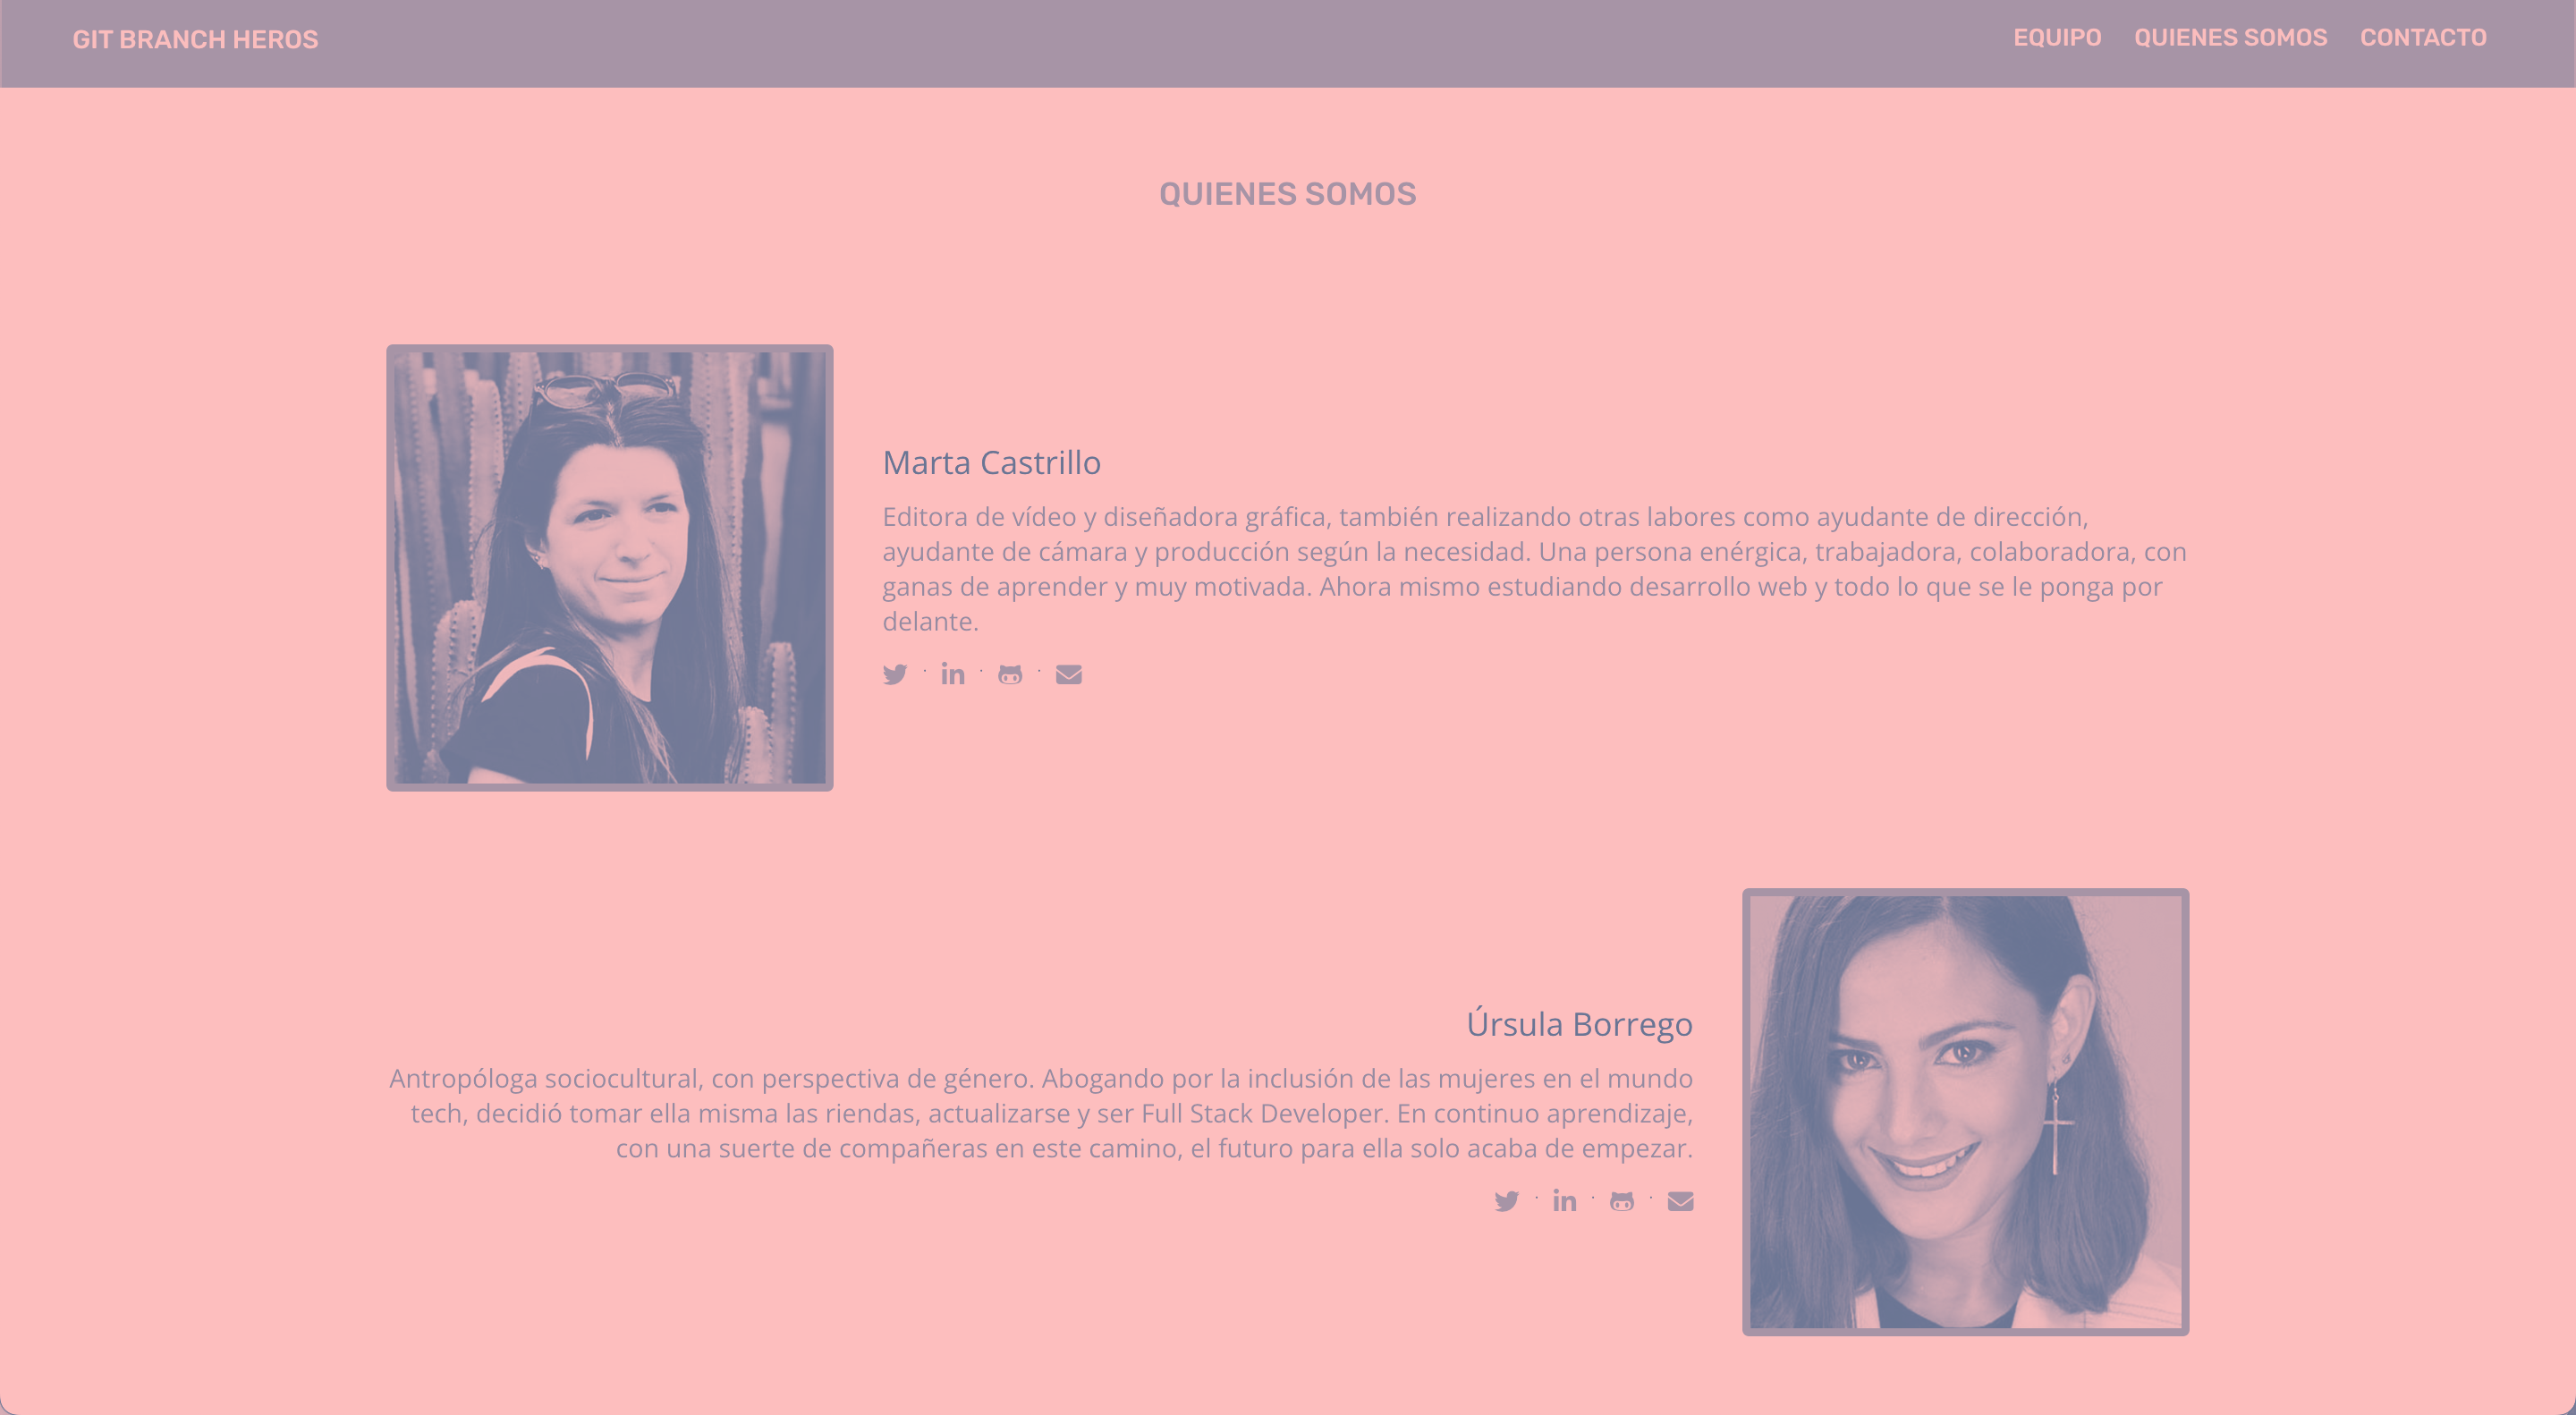 GIT BRANCH HEROS
EQUIPO QUIENES SOMOS CONTACTO
QUIENES SOMOS
Marta Castrillo
Editora de vídeo y diseñadora gráfica, también realizando otras labores como ayudante de dirección,
ayudante de cámara y producción según la necesidad. Una persona enérgica, trabajadora, colaboradora, con
ganas de aprender y muy motivada. Ahora mismo estudiando desarrollo web y todo lo que se le ponga por
delante.
Úrsula Borrego
Antropóloga sociocultural, con perspectiva de género. Abogando por la inclusión de las mujeres en el mundo
tech, decidió tomar ella misma las riendas, actualizarse y ser Full Stack Developer. En continuo aprendizaje,
con una suerte de compañeras en este camino, el futuro para ella solo acaba de empezar.